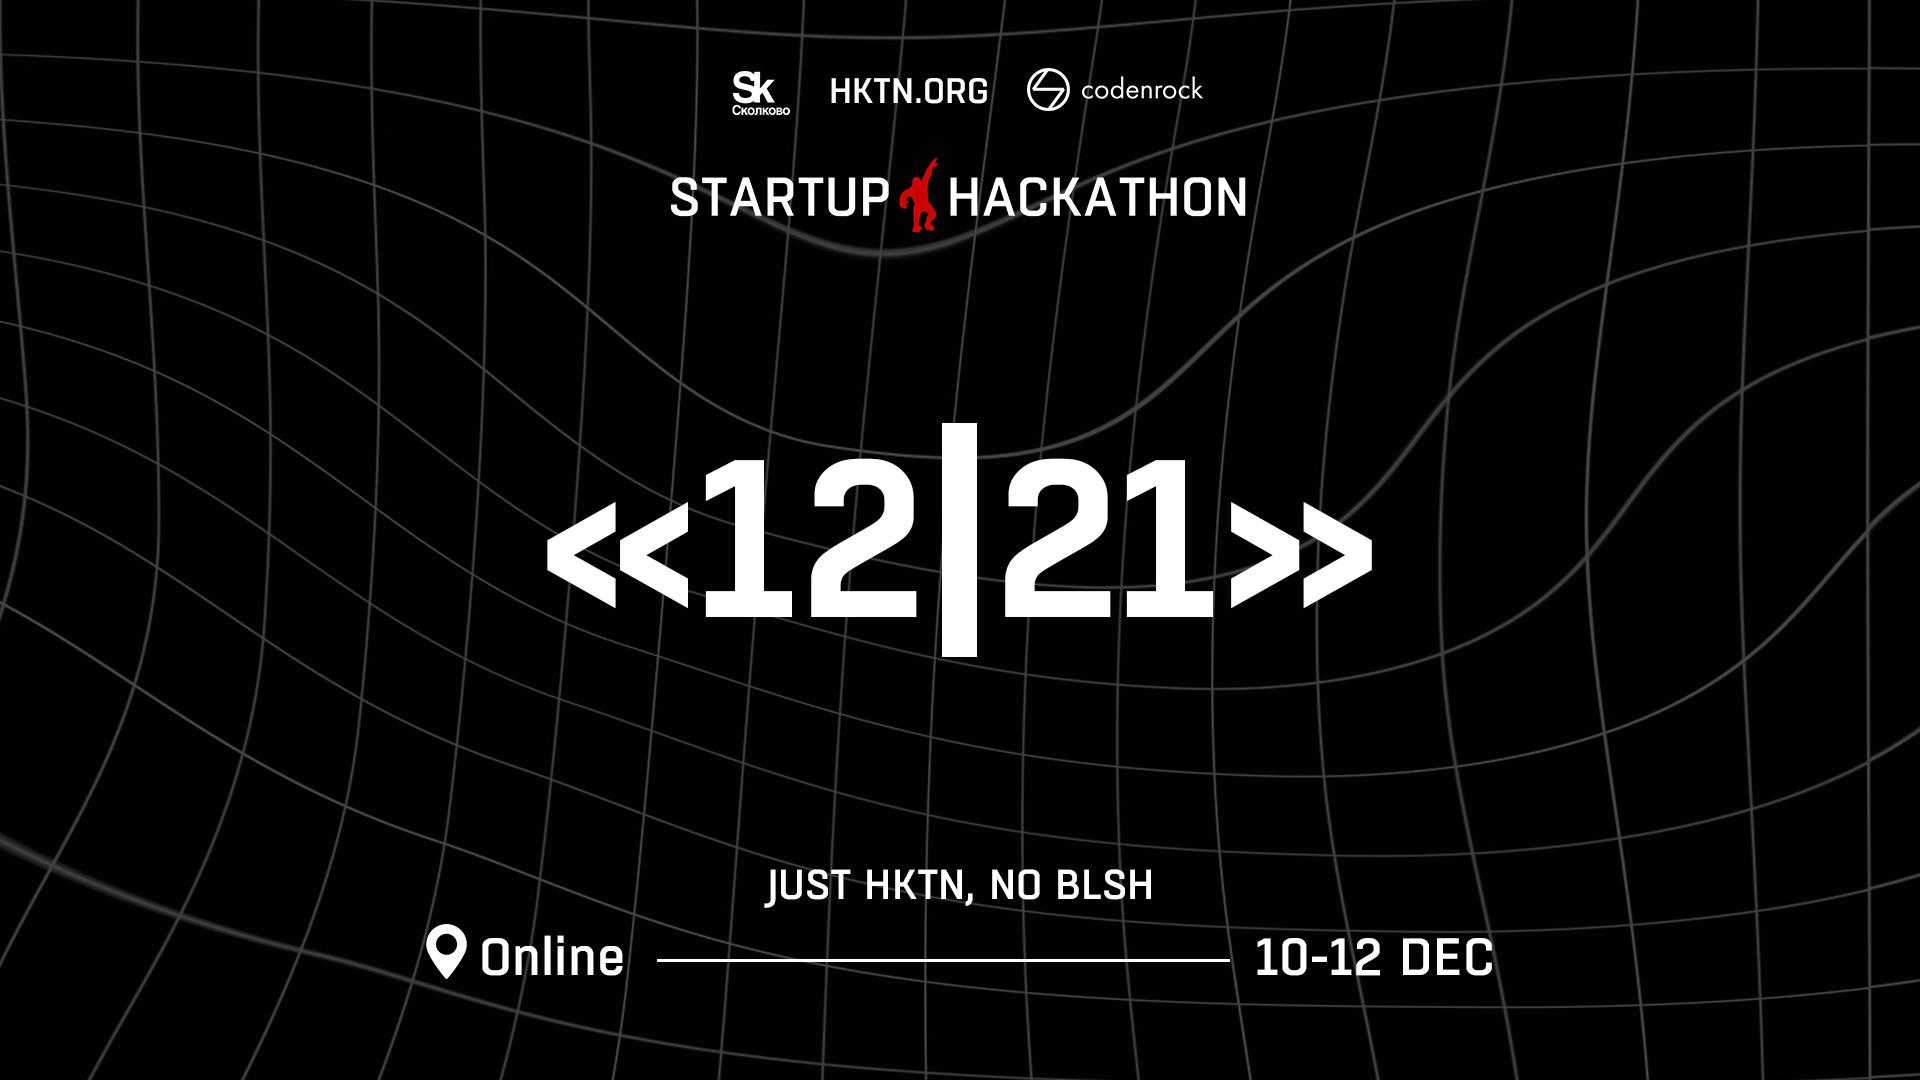 Sk
Сколково
HKTN.ORG
codenrock
STARTUP HACKATHON
«12|21»
JUST HKTN, NO BLSH
Online
10-12 DEC